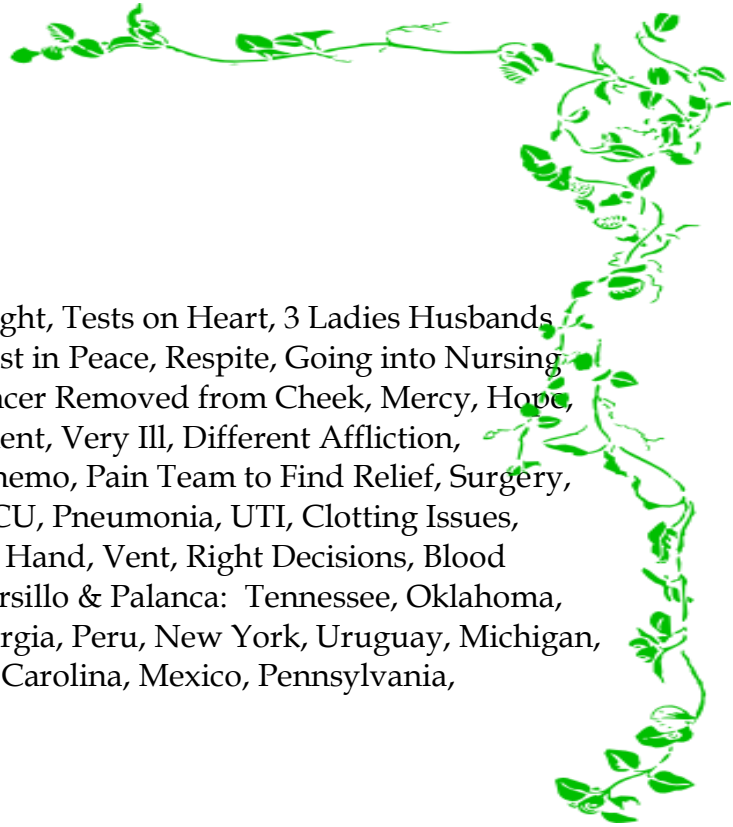 ght, Tests on Heart, 3 Ladies Husbands
st in Peace, Respite, Going into Nursing
ncer Removed from Cheek, Mercy, Hope,
ent, Very Ill, Different Affliction,
hemo, Pain Team to Find Relief, Surgery,
CU, Pneumonia, UTI, Clotting Issues,
Hand, Vent, Right Decisions, Blood
rsillo & Palanca: Tennessee, Oklahoma,
rgia, Peru, New York, Uruguay, Michigan,
Carolina, Mexico, Pennsylvania,